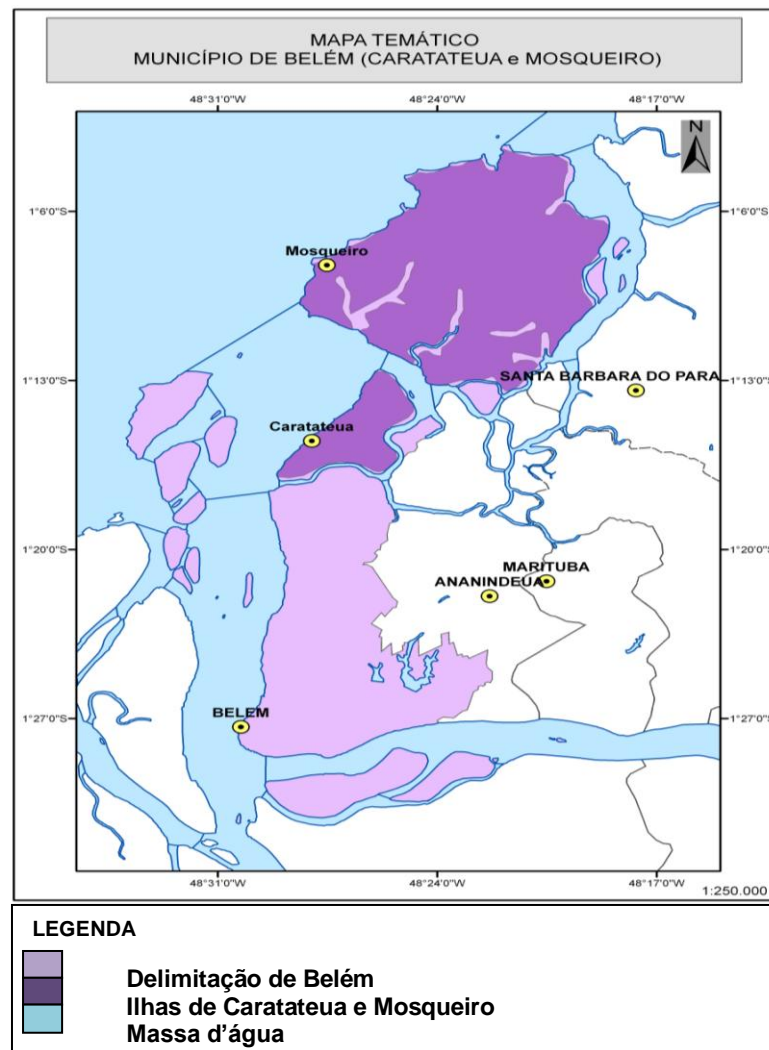 MAPA TEMÁTICO
MUNICÍPIO DE BELÉM (CARATATEUA e MOSQUEIRO)
48°31'0"W
48°24'0"W
48°17'0"W
N
1°6'0"S
1°6'0"S
Mosqueiro
1°13'0"S
SANTA BARBARA DO PARA
1°13'0"S
Caratateua
1°20'0"S
1°20'0"S
MARITUBA
ANANINDEUA
BELEM
1°27'0"S
1°27'0"S
48°31'0"W
48°24'0"W
48°17'0"W
1:250.000
LEGENDA
Delimitação de Belém
Ilhas de Caratateua e Mosqueiro
Massa d'água